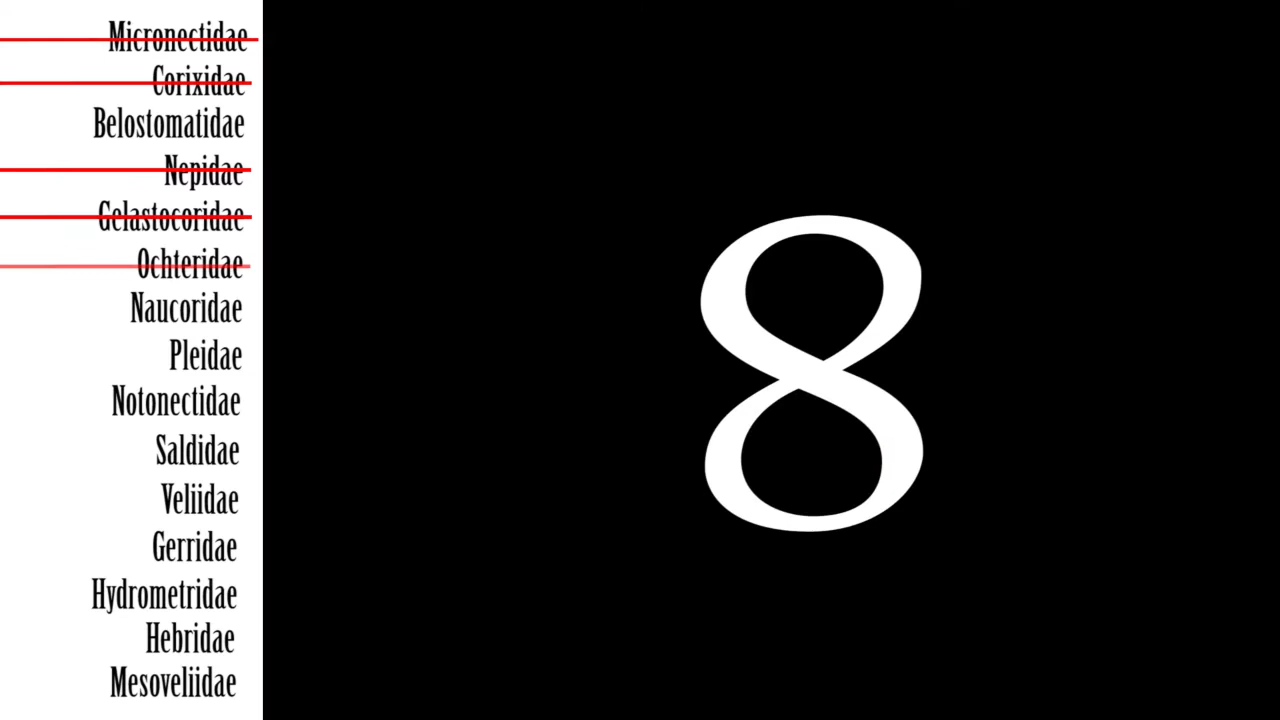 Micronectidae
Corixidae
Belostomatidae
Nepidae
Gelastocoridae
Ochteridae
Naucoridae
Pleidae
Notonectidae
Saldidae
Veliidae
Gerridae
Hydrometridae
Hebridae
Mesoveliidae
8